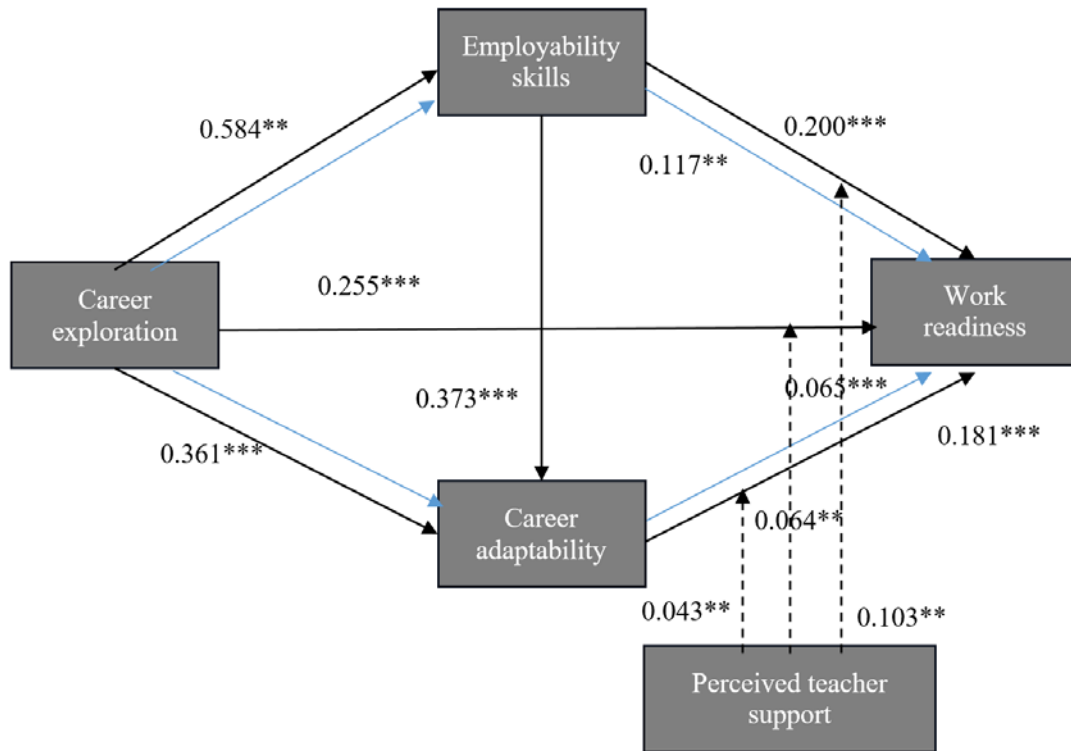 Employability
skills
0.584**
0.200***
0.117**
Career
exploration
0.255***
Work
readiness
0.373***
0.065***
0.361***
0.181***
Career
adaptability
0.064**
0.043**
0.103**
Perceived teacher
support